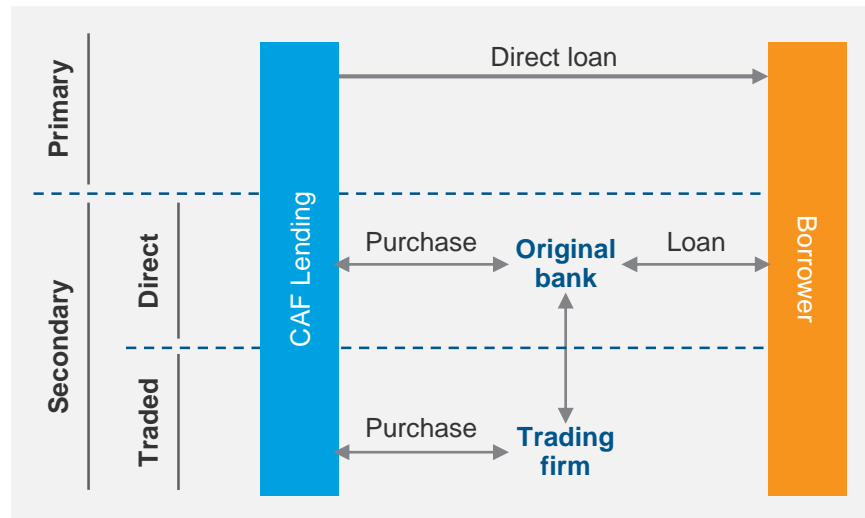 Primary
Direct loan
CAF Lending
Borrower
Secondary
Direct
Purchase
Original
bank
Loan
Traded
Purchase
Trading
firm